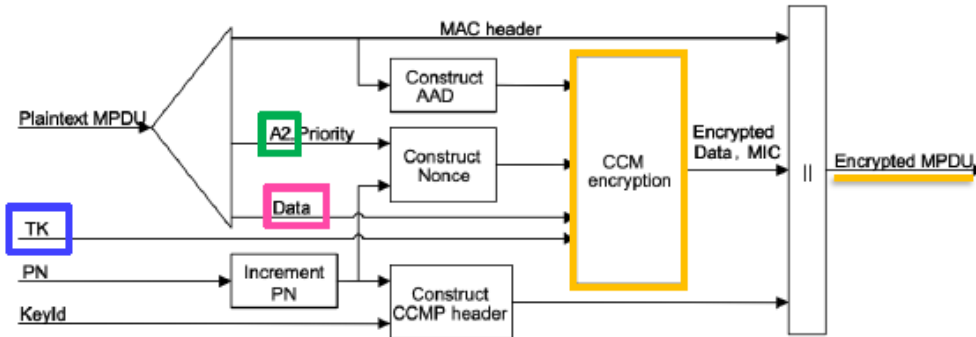 MAC header
Construct
AAD
Plaintext MPDU
A2, Priority
Construct
Nonce
CCM
encryption
Encrypted
Data, MIC
||
Encrypted MPDU
Data
TK
PN
Increment
PN
Construct
CCMP header
KeyId